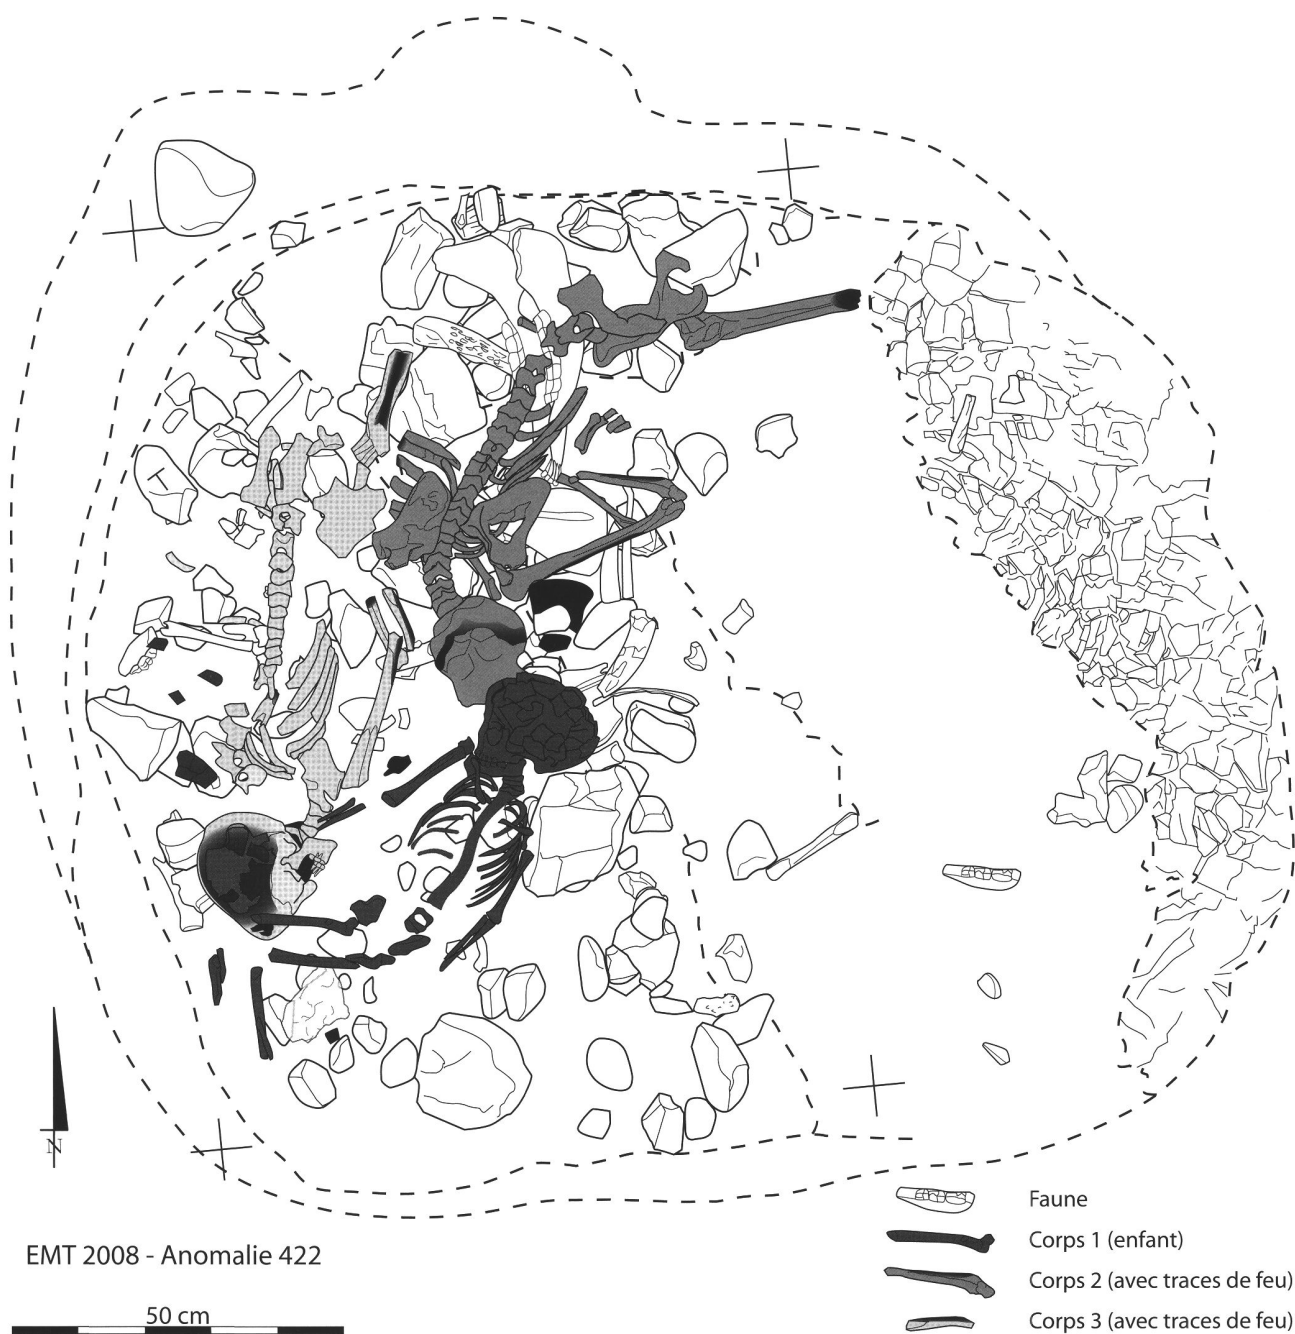 N
Faune
Corps 1 (enfant)
EMT 2008 - Anomalie 422
Corps 2 (avec traces de feu)
50 cm
Corps 3 (avec traces de feu)